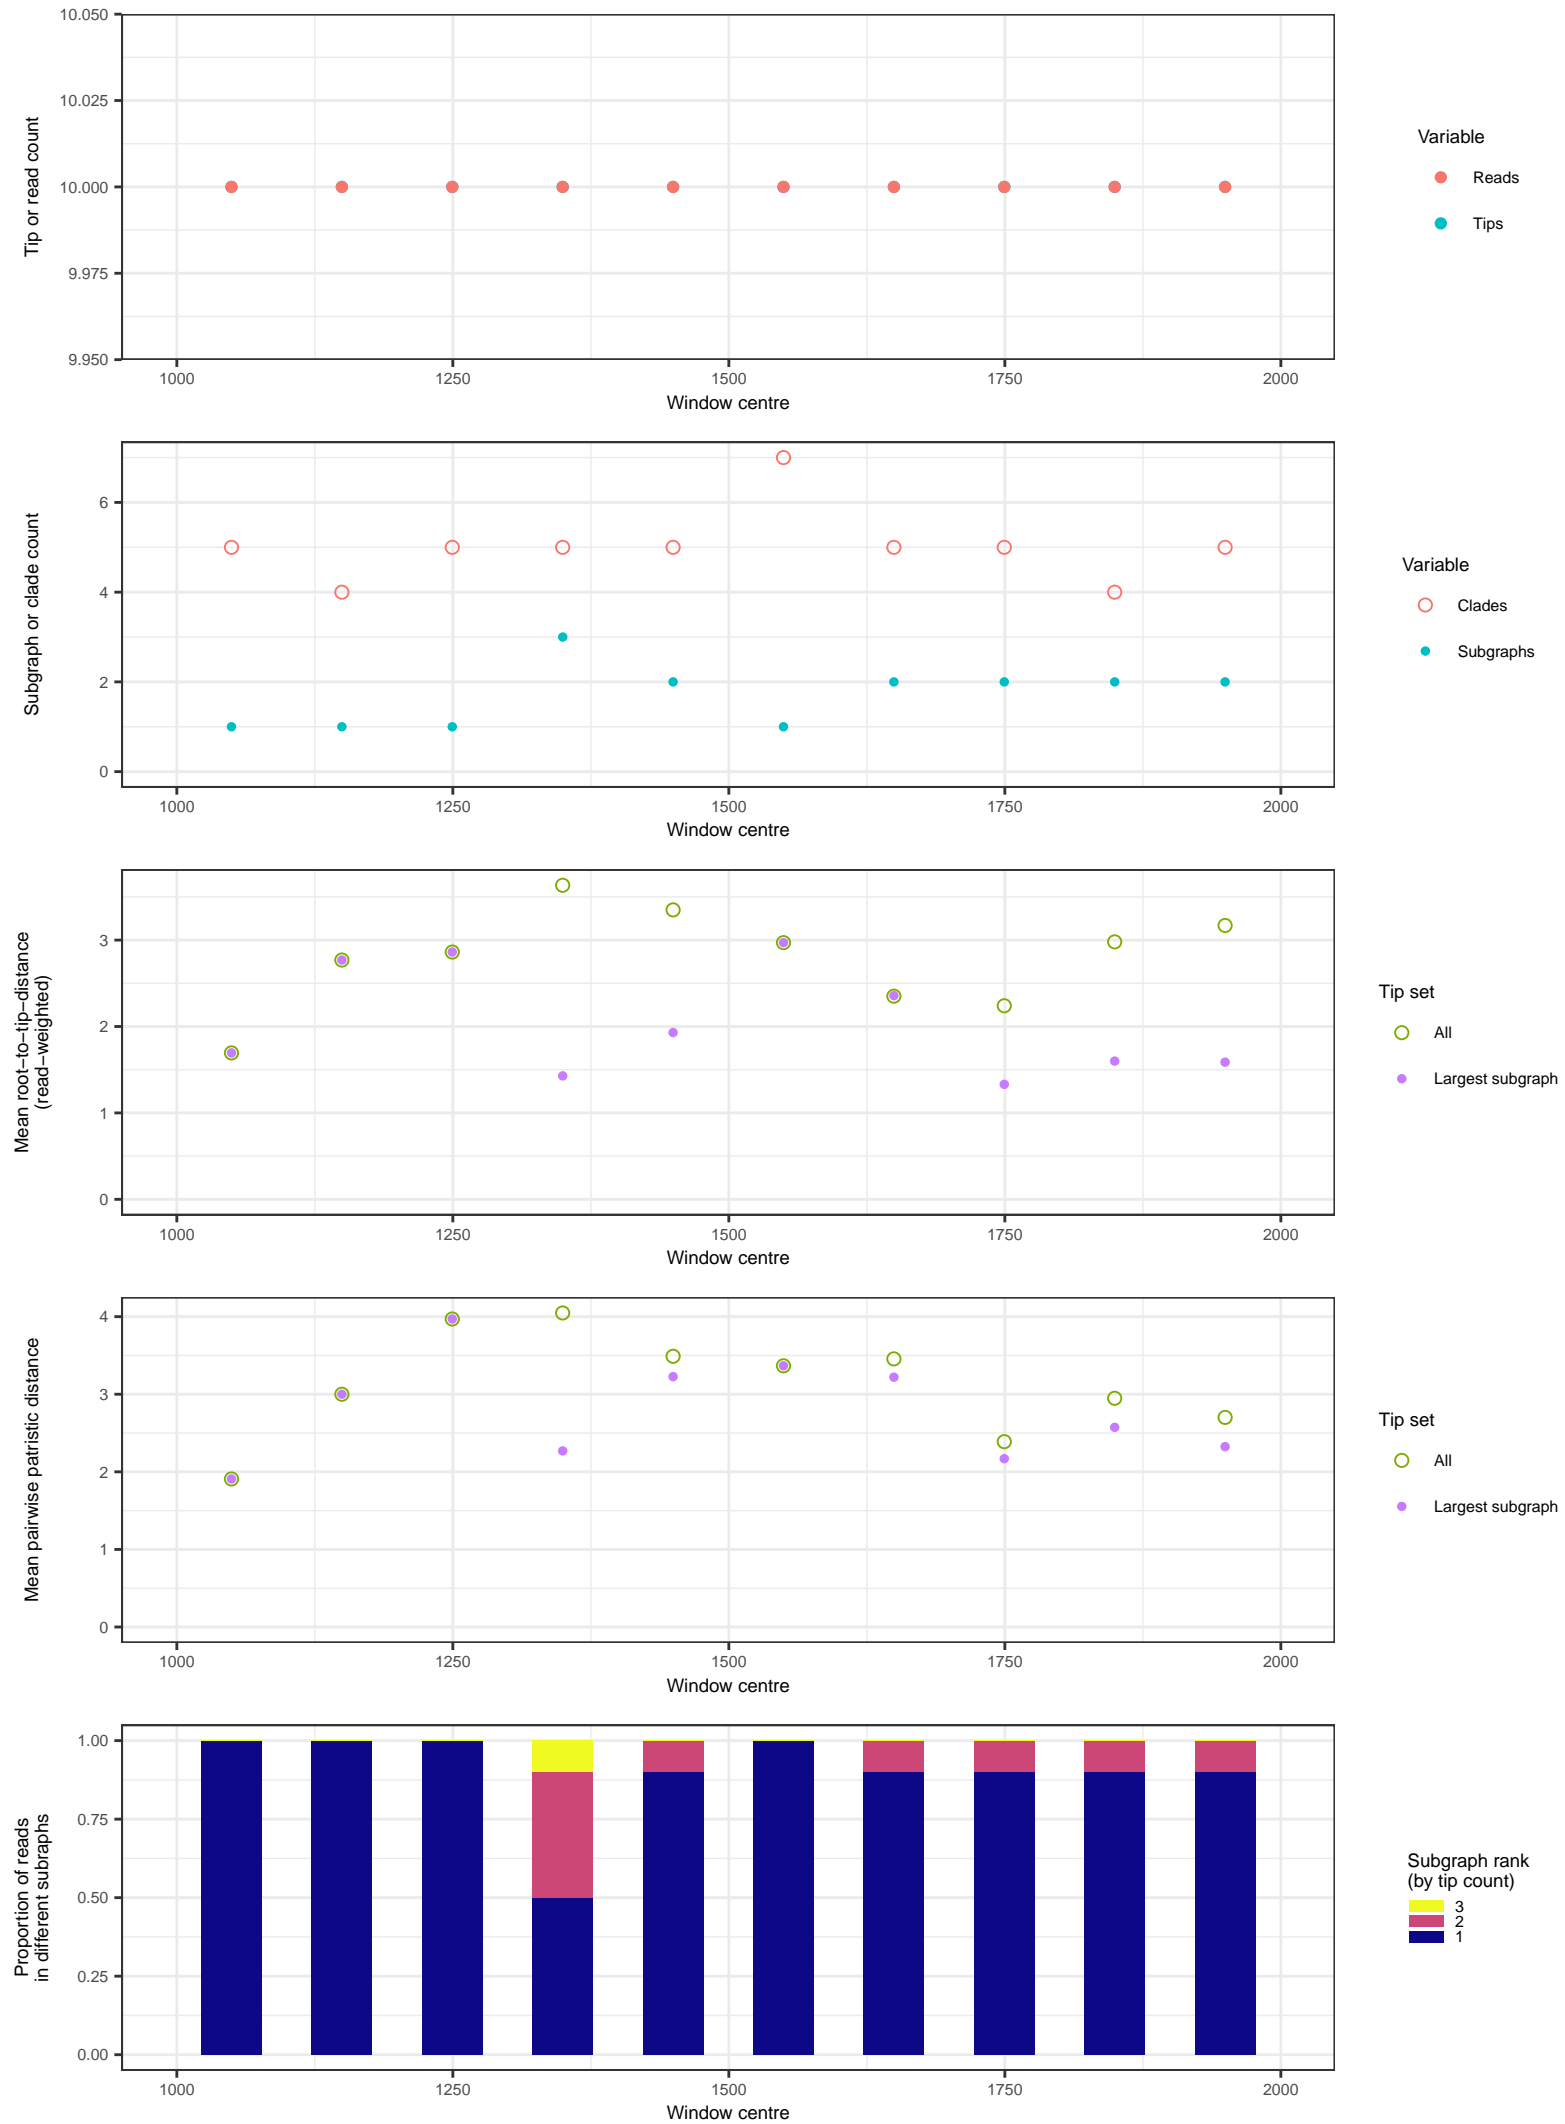 10.050
10.025
10.000
9.975
9.950
Tip or read count
1000 1250 1500 1750 2000
Window centre
Variable
Reads
Tips
6
4
2
0
Subgraph or clade count
1000 1250 1500 1750 2000
Window centre
Variable
Clades
Subgraphs
3
2
1
0
Mean root−to−tip−distance
(read−weighted)
1000 1250 1500 1750 2000
Window centre
Tip set
All
Largest subgraph
4
3
2
1
0
Mean pairwise patristic distance
1000 1250 1500 1750 2000
Window centre
Tip set
All
Largest subgraph
1.00
0.75
0.50
0.25
0.00
Proportion of reads
in different subraphs
1000 1250 1500 1750 2000
Window centre
Subgraph rank
(by tip count)
3
2
1